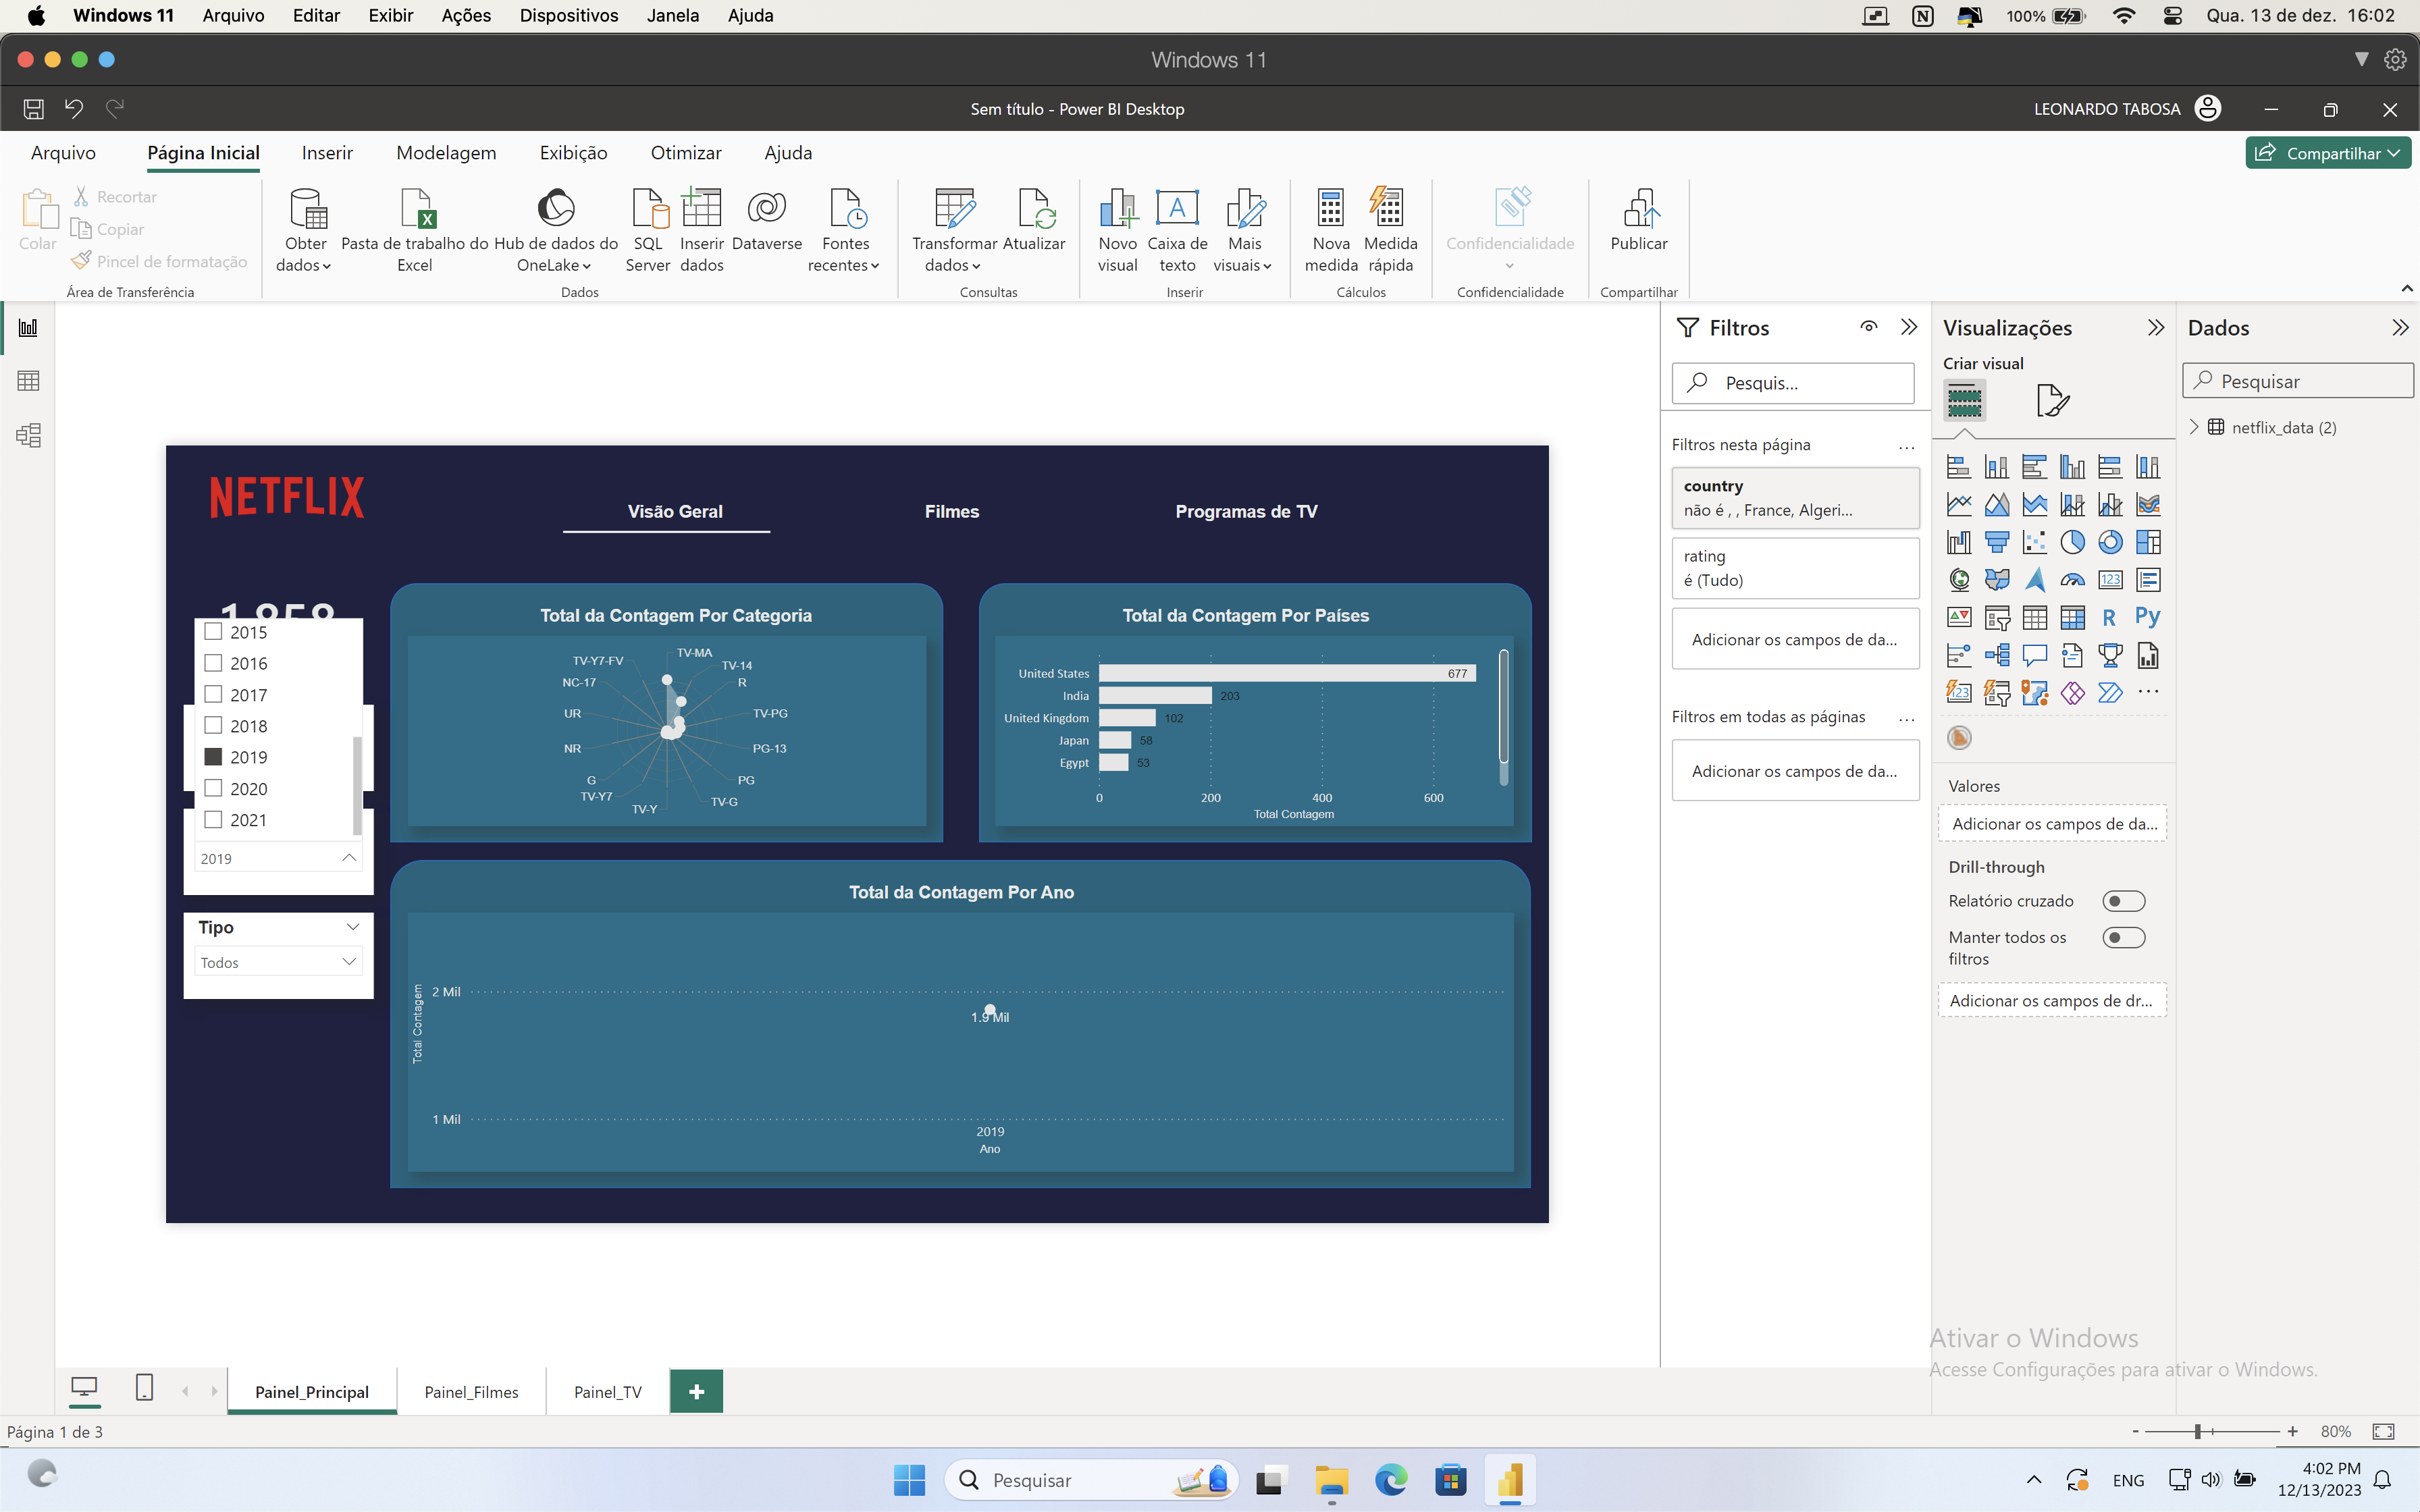 Windows 11 Arquivo Editar Exibir Ações Dispositivos Janela Ajuda 100% Qua. 13 de dez. 16:02
Windows 11
Sem título - Power BI Desktop LEONARDO TABOSA
Arquivo Página Inicial Inserir Modelagem Exibição Otimizar Ajuda Compartilhar
Colar
Recortar
Copiar
Pincel de formatação
Área de Transferência
Obter dados
Pasta de trabalho do Excel
Hub de dados do OneLake
SQL Server
Inserir dados
Dataverse
Fontes recentes
Dados
Transformar dados
Atualizar
Consultas
Novo visual
Caixa de texto
Mais visuais
Inserir
Nova medida
Medida rápida
Cálculos
Confidencialidade
Confidencialidade
Publicar
Compartilhar
NETFLIX
Visão Geral Filmes Programas de TV
2015
2016
2017
2018
2019
2020
2021
2019
Tipo
Todos
Total da Contagem Por Categoria
TV-MA
TV-14
R
TV-PG
PG-13
PG
TV-G
TV-Y
TV-Y7
G
NR
UR
NC-17
TV-Y7-FV
Total da Contagem Por Países
United States 677
India 203
United Kingdom 102
Japan 58
Egypt 53
0 200 400 600
Total Contagem
Total da Contagem Por Ano
Total Contagem
2 Mil
1.9 Mil
1 Mil
2019
Ano
Filtros
Pesquis...
Filtros nesta página ...
country
não é , , France, Algeri...
rating
é (Tudo)
Adicionar os campos de da...
Filtros em todas as páginas ...
Adicionar os campos de da...
Visualizações
Criar visual
123
R Py
123
...
Valores
Adicionar os campos de da...
Drill-through
Relatório cruzado
Manter todos os
filtros
Adicionar os campos de dr...
Dados
Pesquisar
netflix_data (2)
Ativar o Windows
Acesse Configurações para ativar o Windows.
Painel_Principal Painel_Filmes Painel_TV +
Página 1 de 3 - + 80%
Pesquisar ENG 4:02 PM
12/13/2023